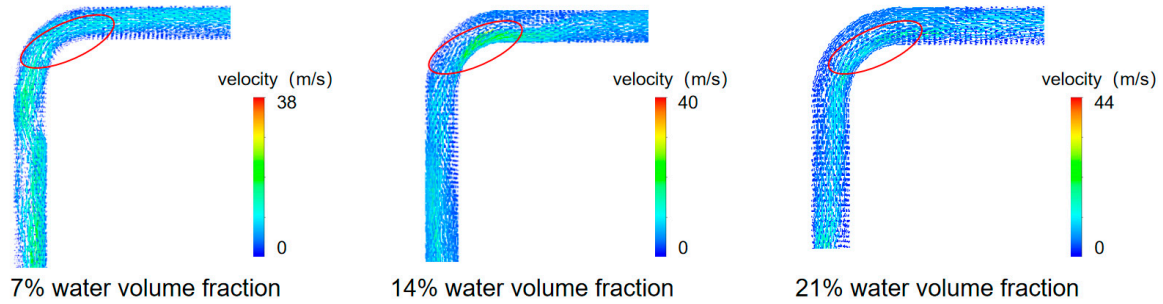 velocity (m/s)
38
0
7% water volume fraction
velocity (m/s)
40
0
14% water volume fraction
velocity (m/s)
44
0
21% water volume fraction